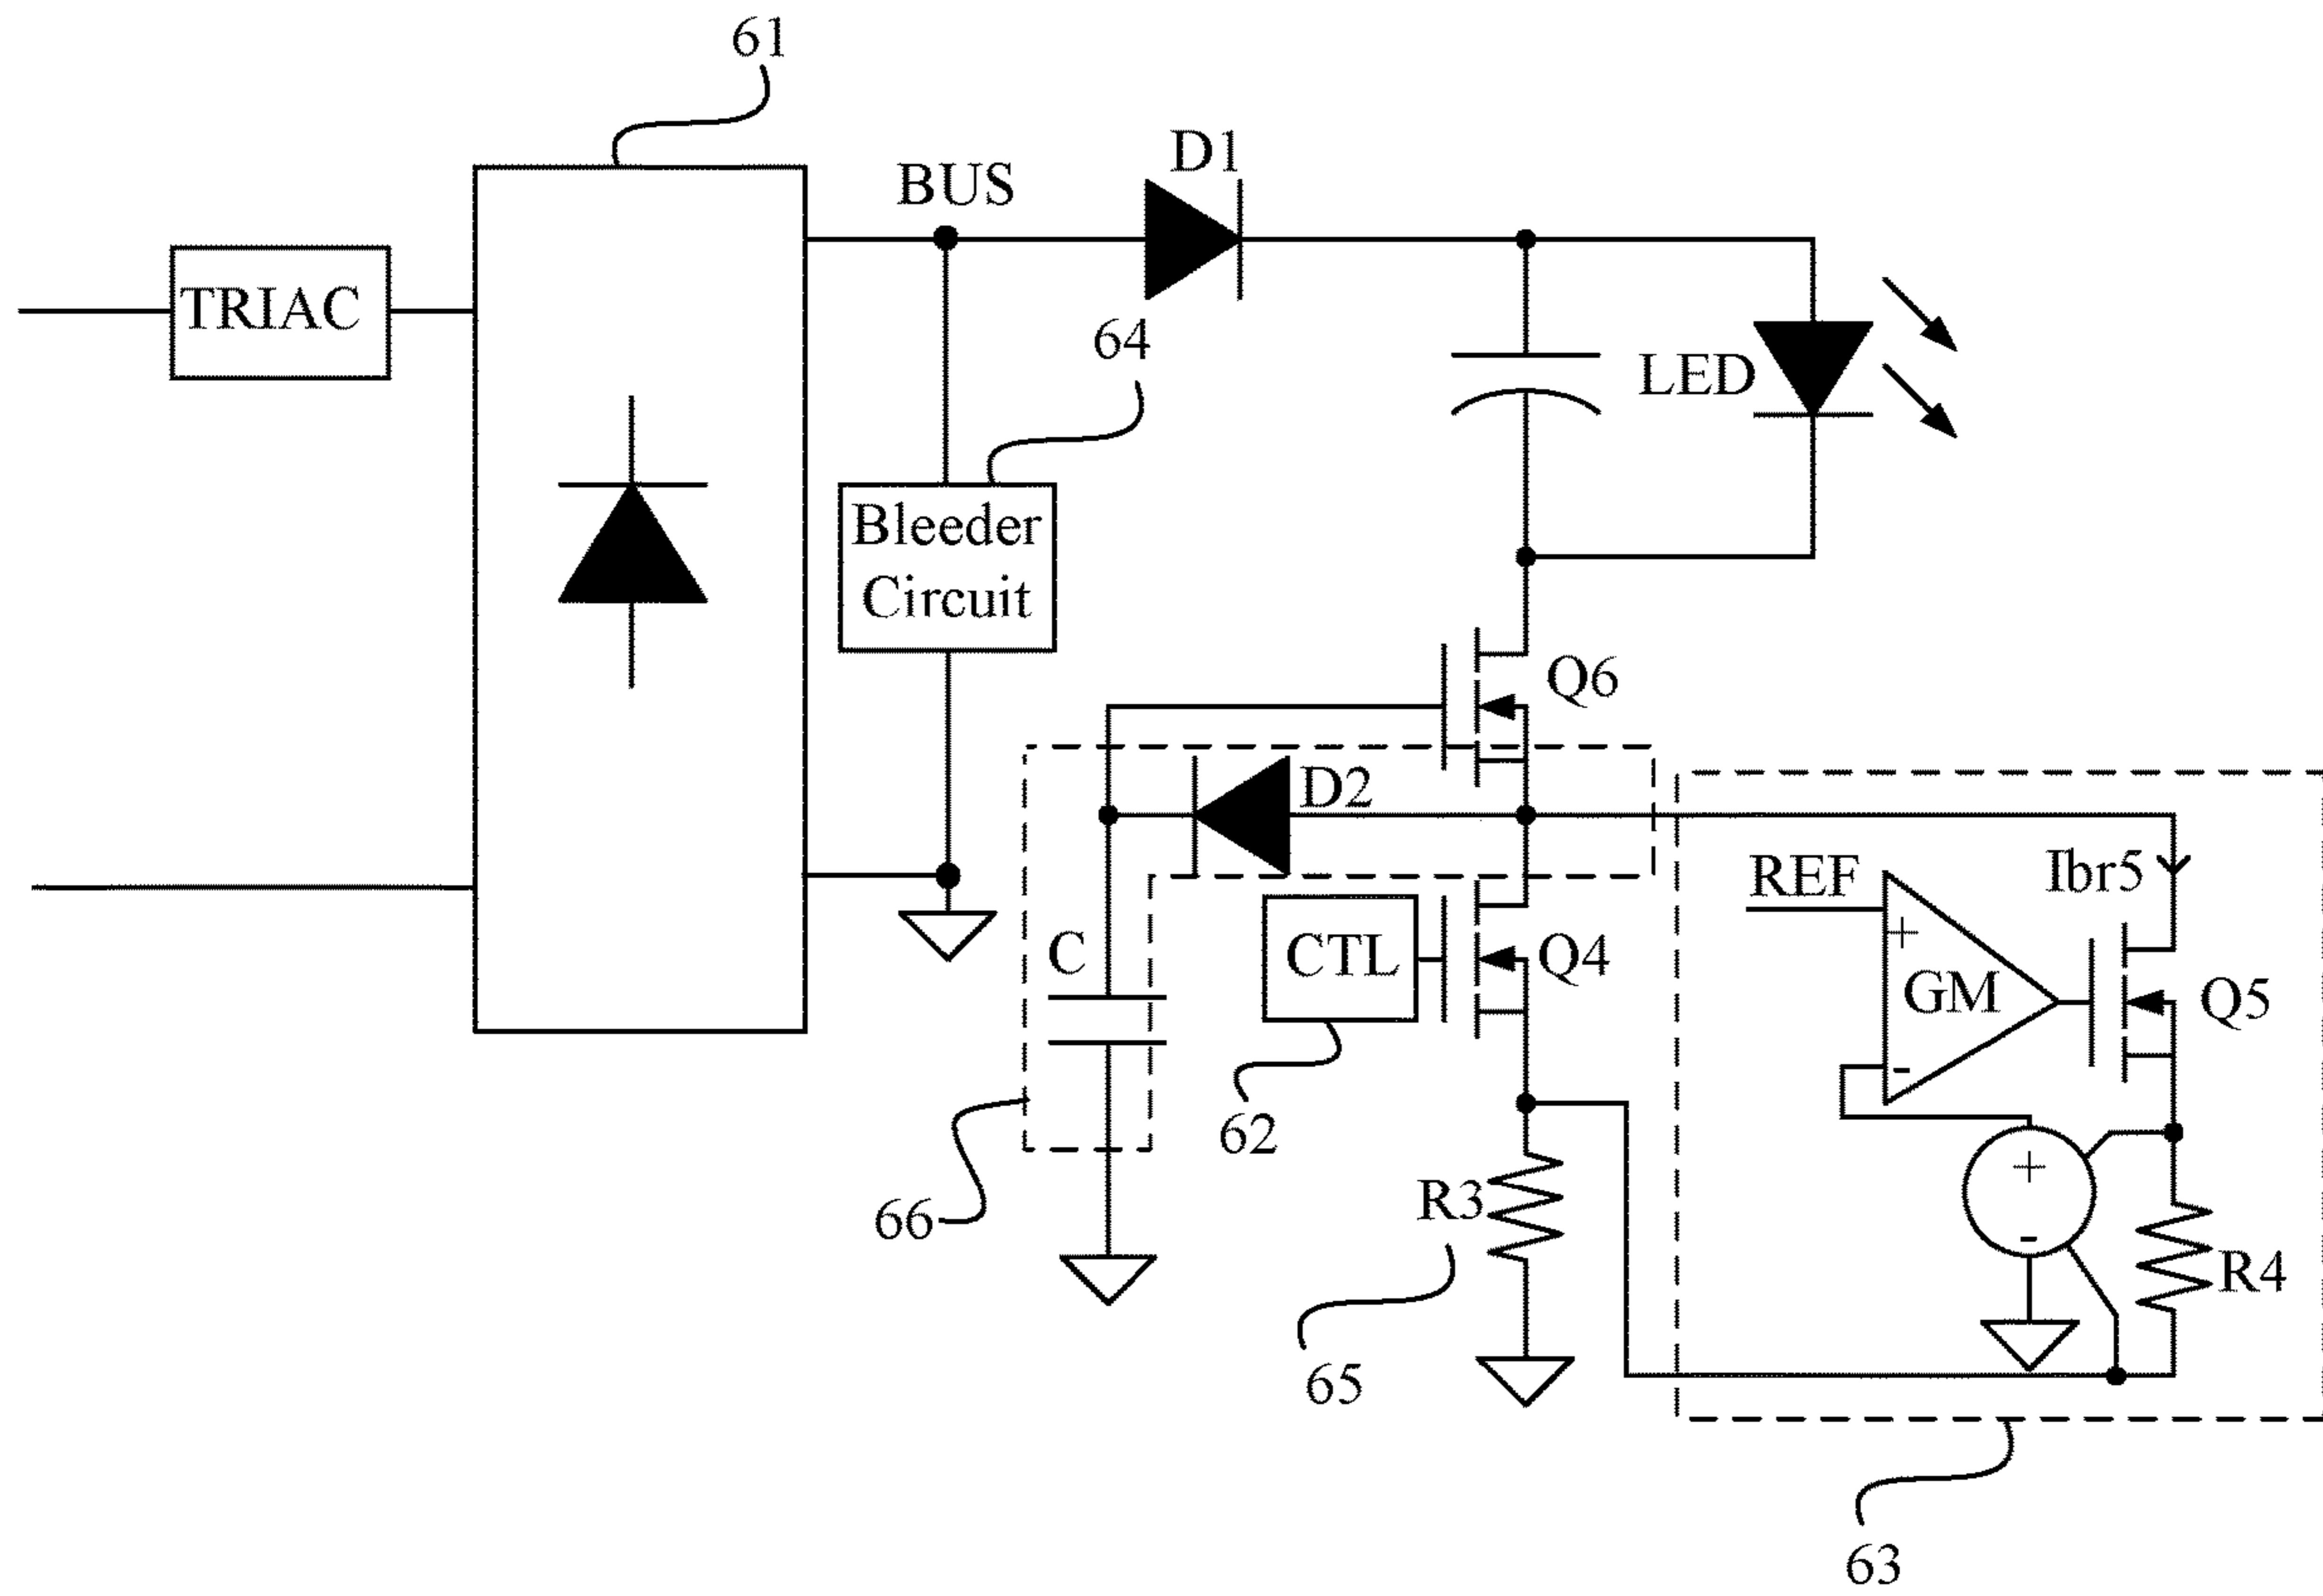 61
D1
BUS
TRIAC
64
LED
Bleeder
Circuit
Q6
D2
REF
Ibr5
+
C
CTL
Q4
GM
Q5
-
62
+
66
R3
-
R4
65
63